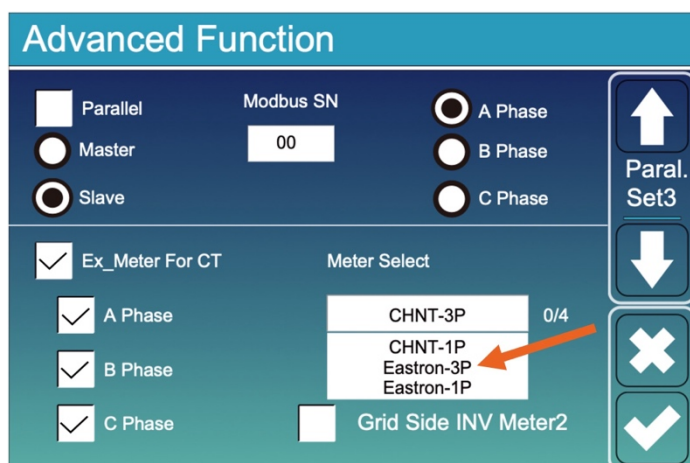 Advanced Function
Parallel
Modbus SN
A Phase
Master
00
B Phase
Slave
C Phase
Paral.
Set3
Ex_Meter For CT
Meter Select
A Phase
CHNT-3P
0/4
CHNT-1P
B Phase
Eastron-3P
Eastron-1P
C Phase
Grid Side INV Meter2